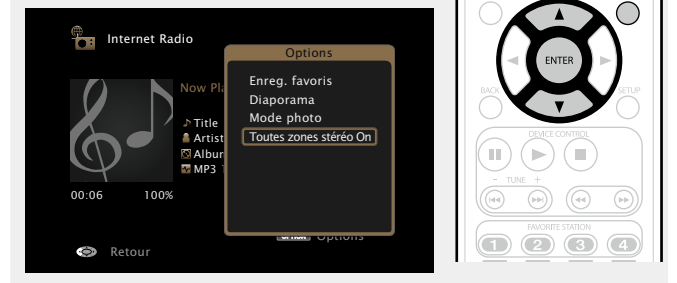 Internet Radio
Options
Now Pla
Enreg. favoris
Diaporama
Mode photo
Toutes zones stéréo On
Title
Artist
Album
MP3
00:06 100%
Options
Retour
ENTER
BACK
SETUP
DEVICE CONTROL
- TUNE +
FAVORITE STATION
1 2 3 4